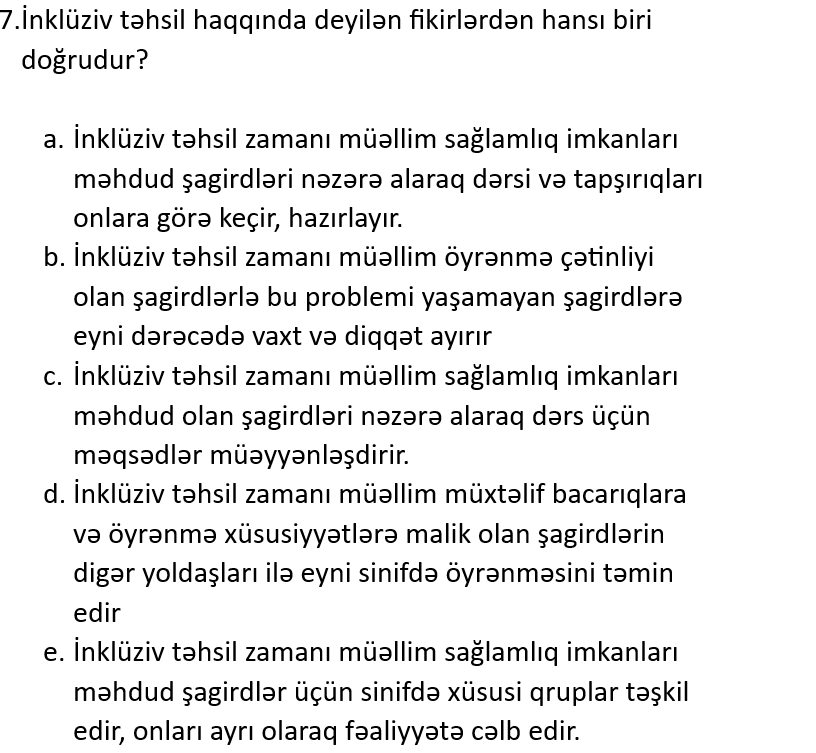 7.İnklüziv təhsil haqqında deyilən fikirlərdən hansı biri
doğrudur?
a. İnklüziv təhsil zamanı müəllim sağlamlıq imkanları
məhdud şagirdləri nəzərə alaraq dərsi və tapşırıqları
onlara görə keçir, hazırlayır.
b. İnklüziv təhsil zamanı müəllim öyrənmə çətinliyi
olan şagirdlərlə bu problemi yaşamayan şagirdlərə
eyni dərəcədə vaxt və diqqət ayırır
c. İnklüziv təhsil zamanı müəllim sağlamlıq imkanları
məhdud olan şagirdləri nəzərə alaraq dərs üçün
məqsədlər müəyyənləşdirir.
d. İnklüziv təhsil zamanı müəllim müxtəlif bacarıqlara
və öyrənmə xüsusiyyətlərə malik olan şagirdlərin
digər yoldaşları ilə eyni sinifdə öyrənməsini təmin
edir
e. İnklüziv təhsil zamanı müəllim sağlamlıq imkanları
məhdud şagirdlər üçün sinifdə xüsusi qruplar təşkil
edir, onları ayrı olaraq fəaliyyətə cəlb edir.